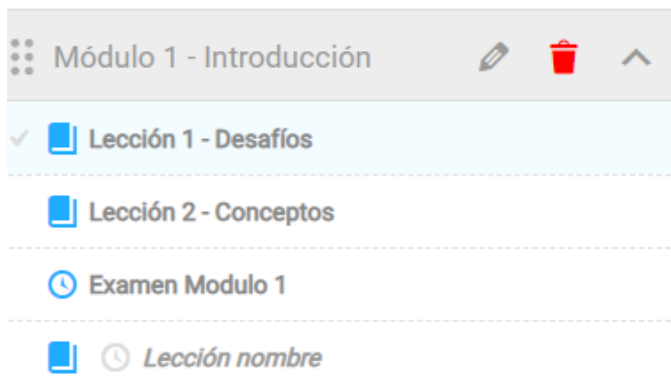 Módulo 1 - Introducción
Lección 1 - Desafíos
Lección 2 - Conceptos
Examen Modulo 1
Lección nombre